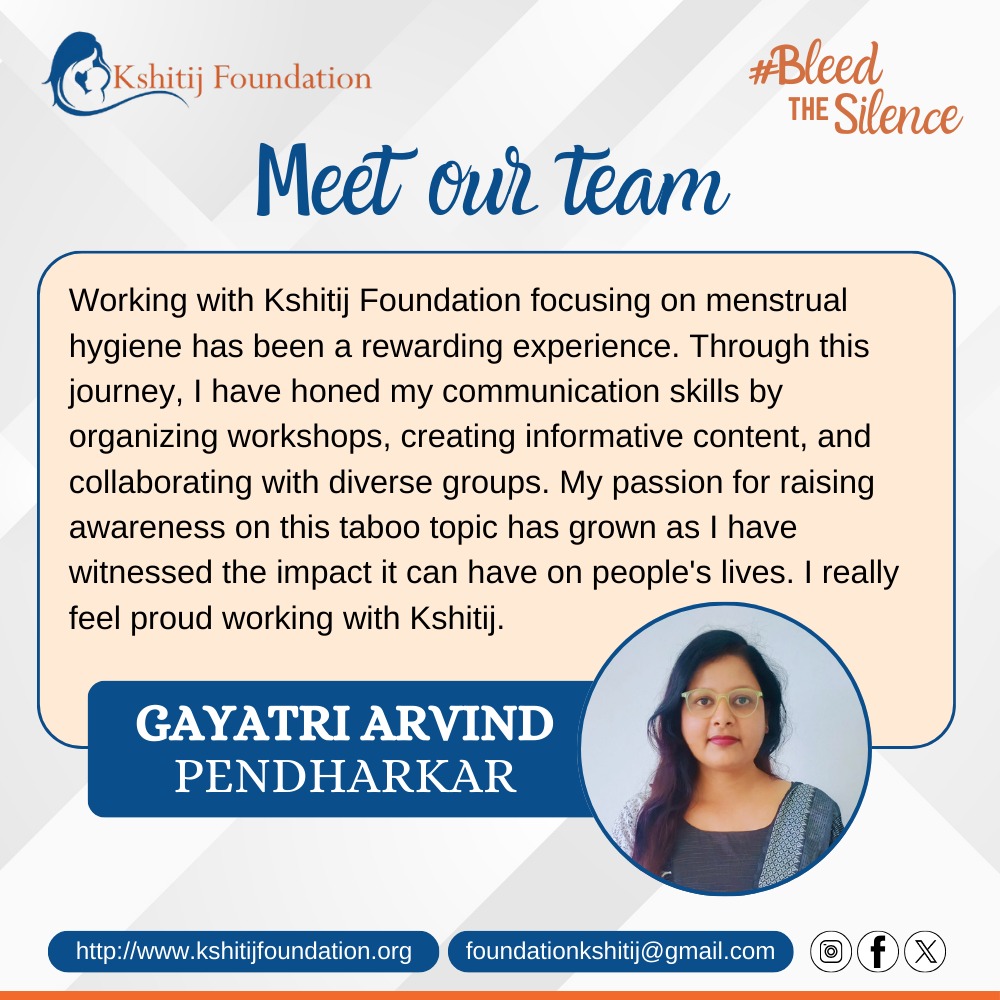 Kshitij Foundation
#Bleed
THE Silence
Meet our team
Working with Kshitij Foundation focusing on menstrual
hygiene has been a rewarding experience. Through this
journey, I have honed my communication skills by
organizing workshops, creating informative content, and
collaborating with diverse groups. My passion for raising
awareness on this taboo topic has grown as I have
witnessed the impact it can have on people's lives. I really
feel proud working with Kshitij.
GAYATRI ARVIND
PENDHARKAR
http://www.kshitijfoundation.org
foundationkshitij@gmail.com